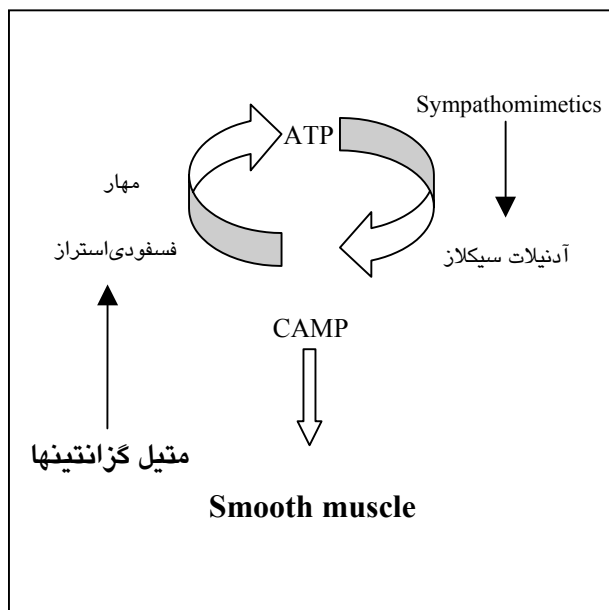 Sympathomimetics
ATP
مهار
فسفودی‌استراز
آدنیلات سیکلاز
CAMP
متیل گزانتینها
Smooth muscle